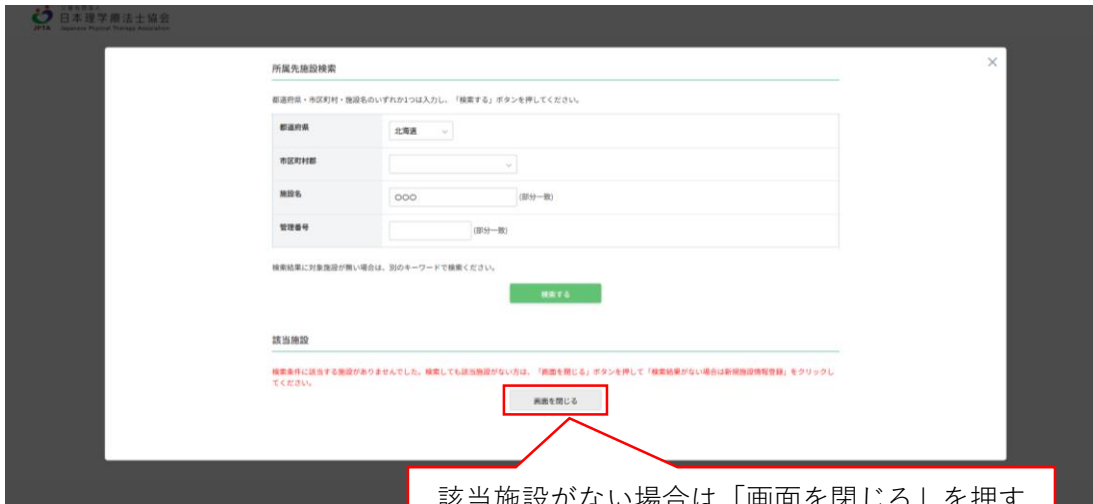 公益社団法人
日本理学療法士協会
JPTA Japanese Physical Therapy Association
所属先施設検索
都道府県・市区町村・施設名のいずれか1つは入力し、「検索する」ボタンを押してください。
都道府県 北海道
市区町村郡
施設名 〇〇〇 (部分一致)
管理番号 (部分一致)
検索結果に対象施設が無い場合は、別のキーワードで検索ください。
検索する
該当施設
検索条件に該当する施設がありませんでした。検索しても該当施設がない方は、「画面を閉じる」ボタンを押して「検索結果がない場合は新規施設情報登録」をクリックし
てください。
画面を閉じる
該当施設がない場合は「画面を閉じる」を押す